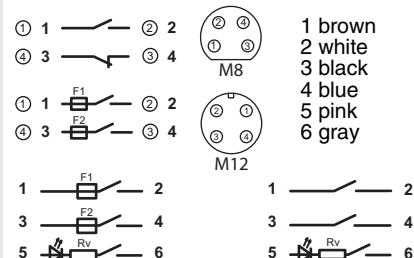 ① 1 ② 2
④ 3 ③ 4
② ④
① ③
M8
1 brown
2 white
3 black
4 blue
5 pink
6 gray
F1
① 1 ② 2
F2
④ 3 ③ 4
② ①
③ ④
M12
F1
1 2
F2
3 4
Rv
5 6
1 2
3 4
Rv
5 6